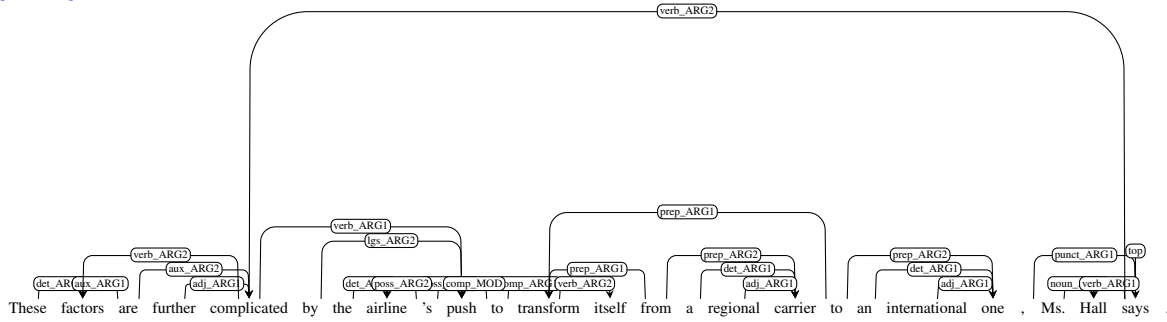 verb_ARG2
prep_ARG1
verb_ARG1
lgs_ARG2
verb_ARG2 prep_ARG2 prep_ARG2 punct_ARG1 top
aux_ARG2 prep_ARG1 det_ARG1 det_ARG1
aux_ARG1 adj_ARG1 poss_ARG2 comp_MOD verb_ARG2 adj_ARG1 adj_ARG1 verb_ARG1
These factors are further complicated by the airline 's push to transform itself from a regional carrier to an international one , Ms. Hall says .